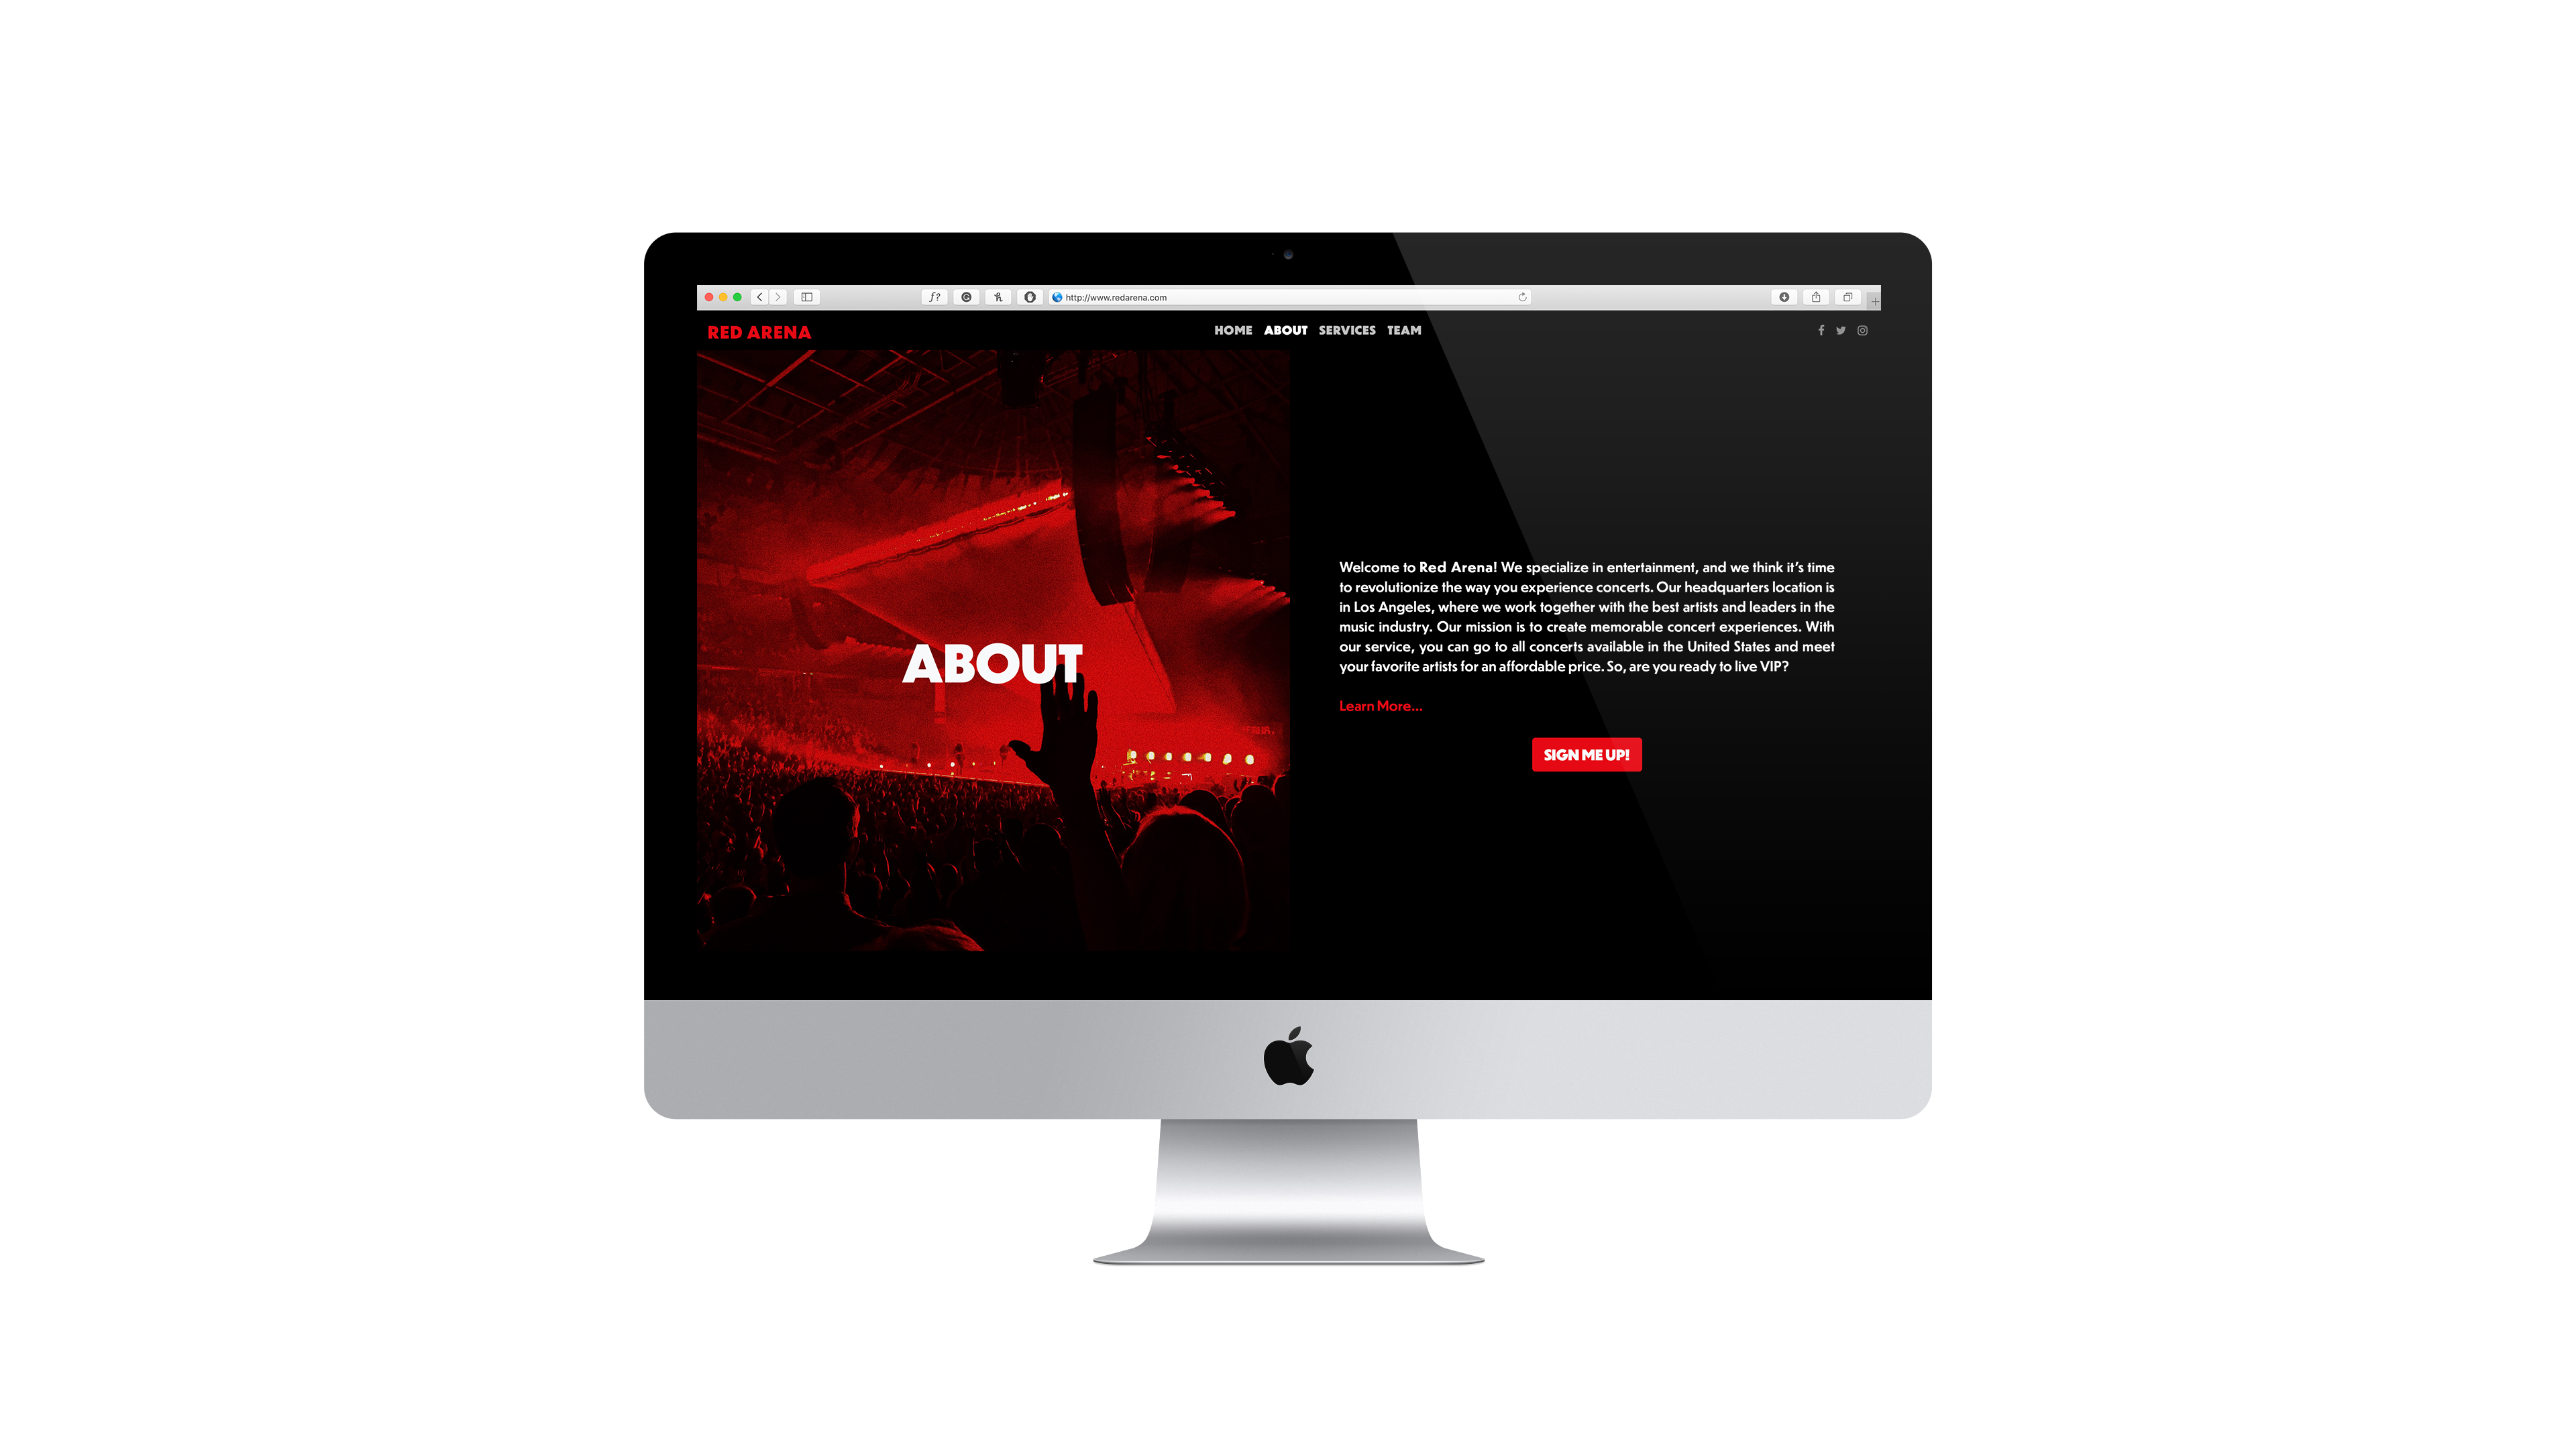 f?
http://www.redarena.com
RED ARENA
HOME ABOUT SERVICES TEAM
ABOUT
Welcome to Red Arena! We specialize in entertainment, and we think it's time
to revolutionize the way you experience concerts. Our headquarters location is
in Los Angeles, where we work together with the best artists and leaders in the
music industry. Our mission is to create memorable concert experiences. With
our service, you can go to all concerts available in the United States and meet
your favorite artists for an affordable price. So, are you ready to live VIP?
Learn More...
SIGN ME UP!